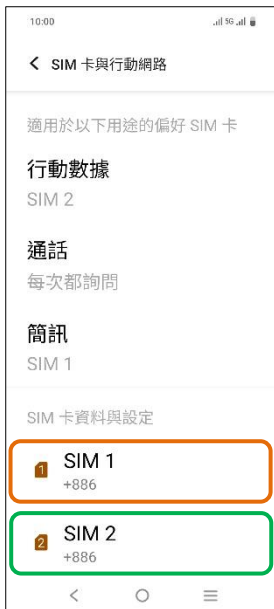 10:00
5G
SIM 卡與行動網路
適用於以下用途的偏好 SIM 卡
行動數據
SIM 2
通話
每次都詢問
簡訊
SIM 1
SIM 卡資料與設定
1
SIM 1
+886
2
SIM 2
+886